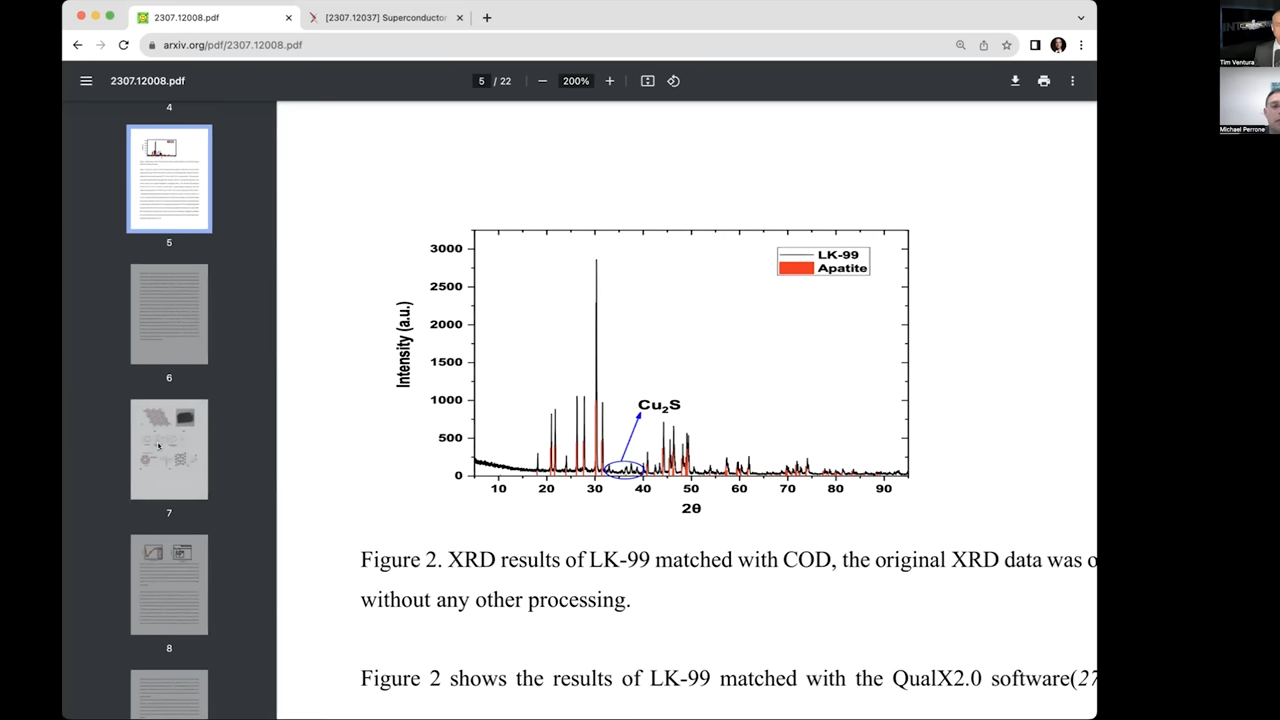 2307.12008.pdf
[2307.12037] Superconductor
arxiv.org/pdf/2307.12008.pdf
2307.12008.pdf
5 / 22
200%
4
5
6
7
8
3000
2500
2000
1500
1000
500
0
Intensity (a.u.)
LK-99
Apatite
Cu₂S
10 20 30 40 50 60 70 80 90
2θ
Figure 2. XRD results of LK-99 matched with COD, the original XRD data was o
without any other processing.
Figure 2 shows the results of LK-99 matched with the QualX2.0 software(27
Tim Ventura
Michael Perrone